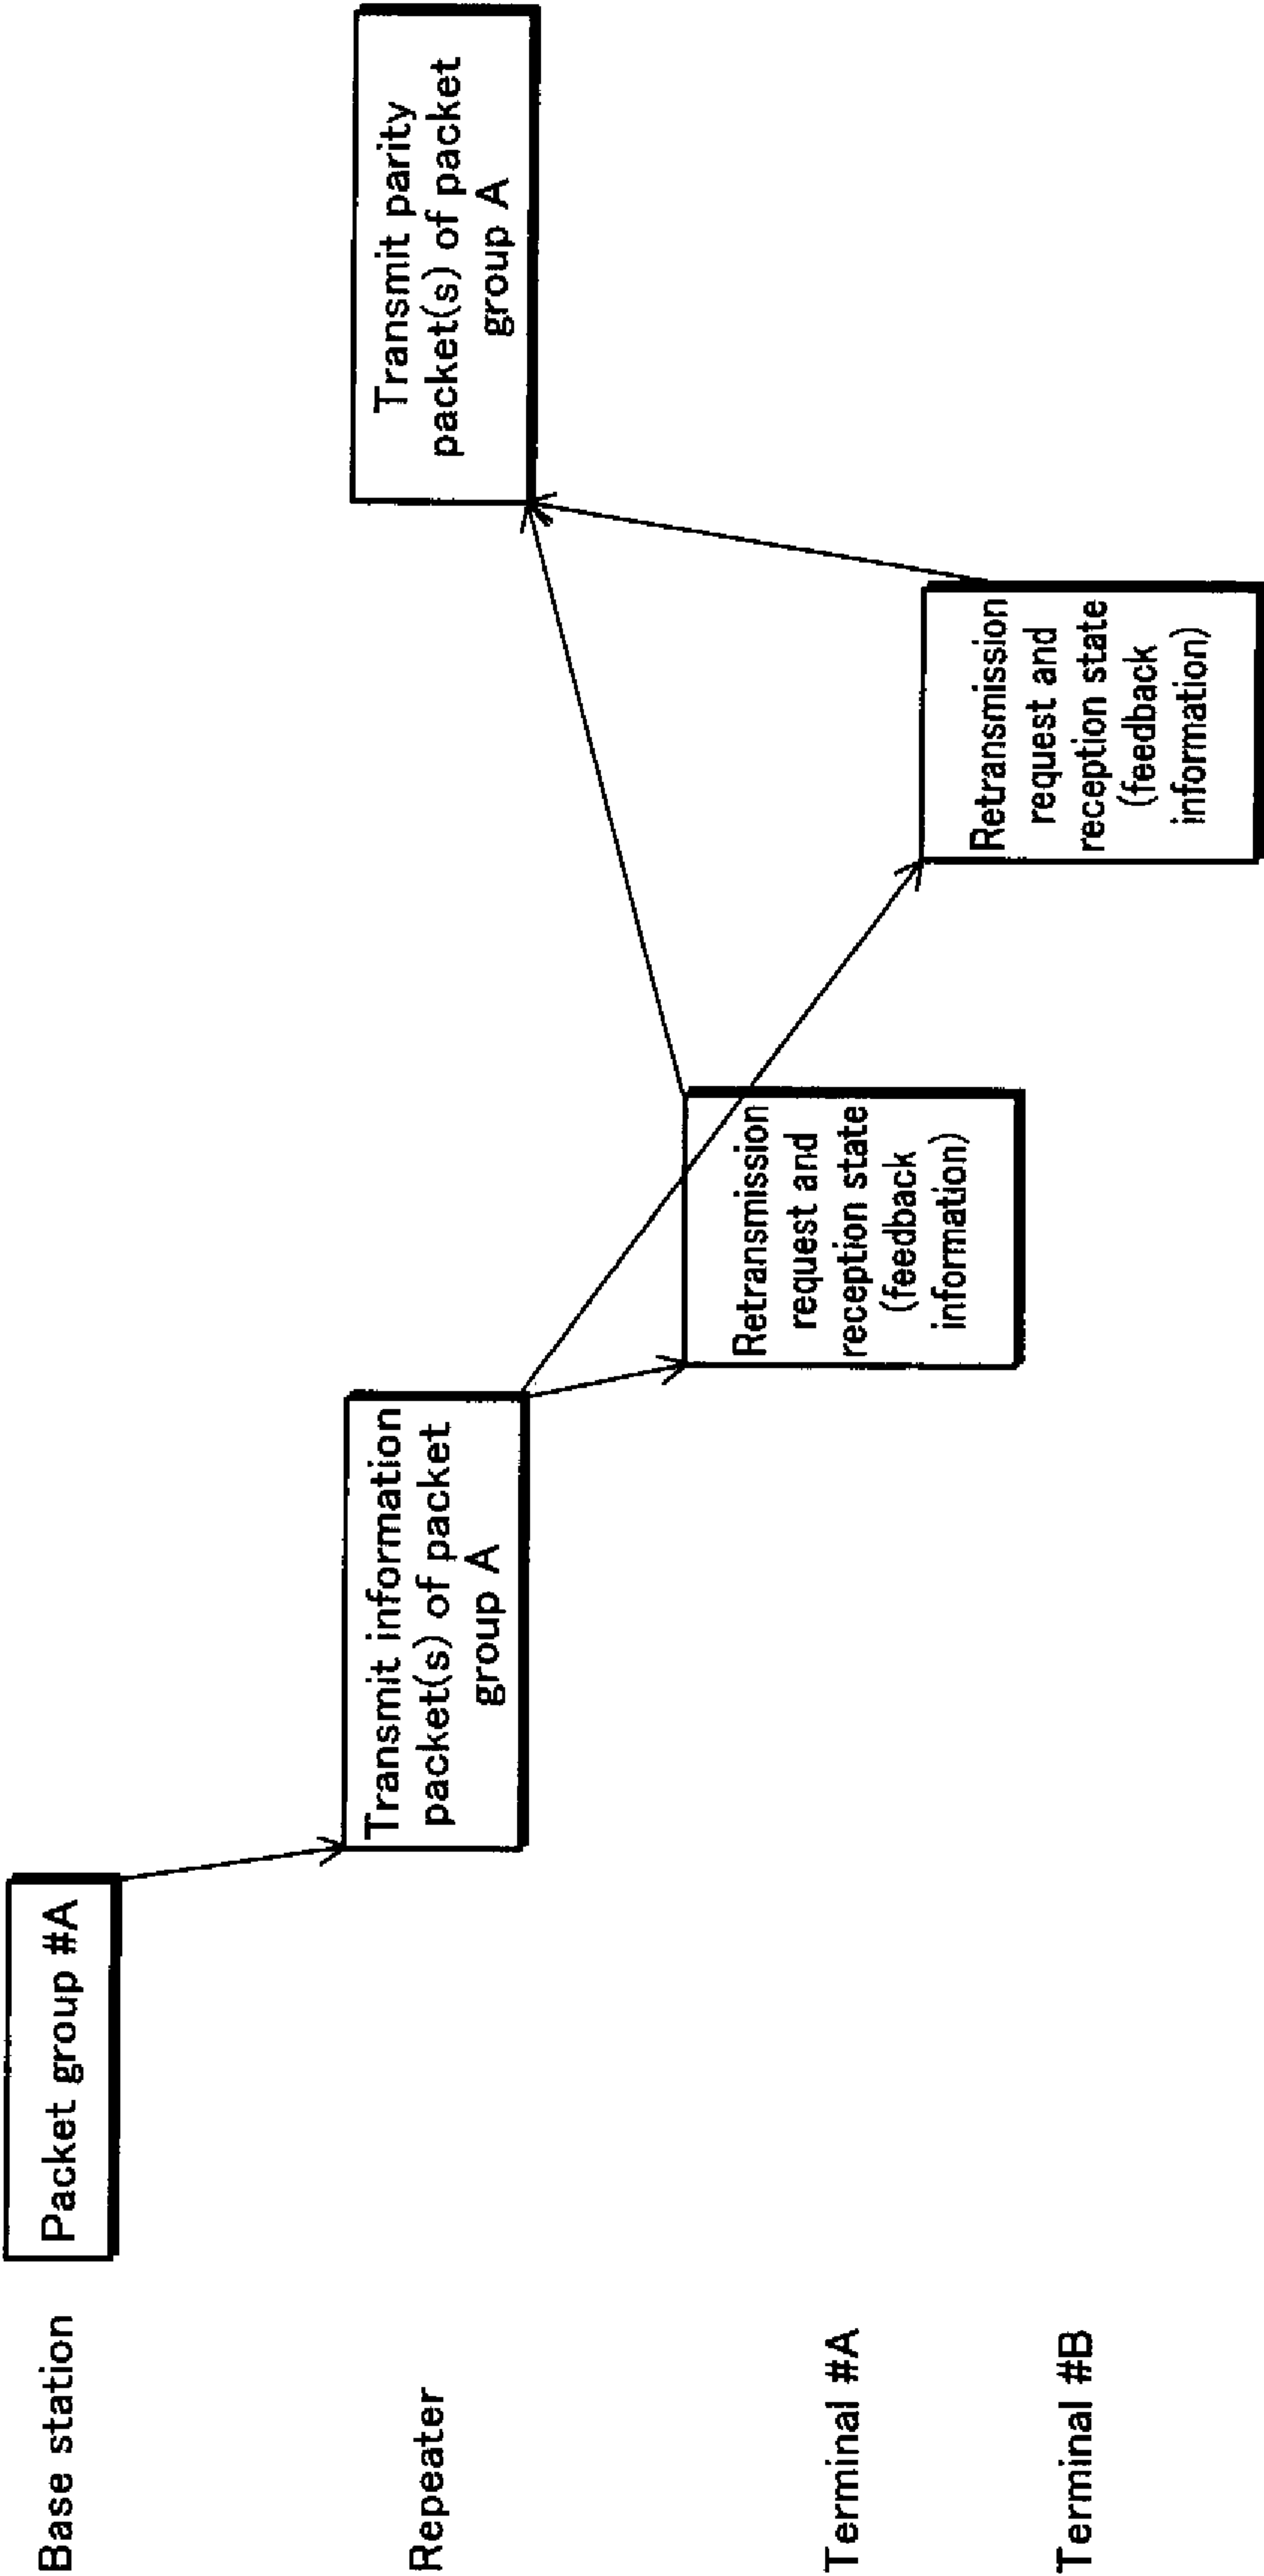 Base station
Packet group #A
Repeater
Transmit information
packet(s) of packet
group A
Transmit parity
packet(s) of packet
group A
Terminal #A
Retransmission
request and
reception state
(feedback
information)
Terminal #B
Retransmission
request and
reception state
(feedback
information)